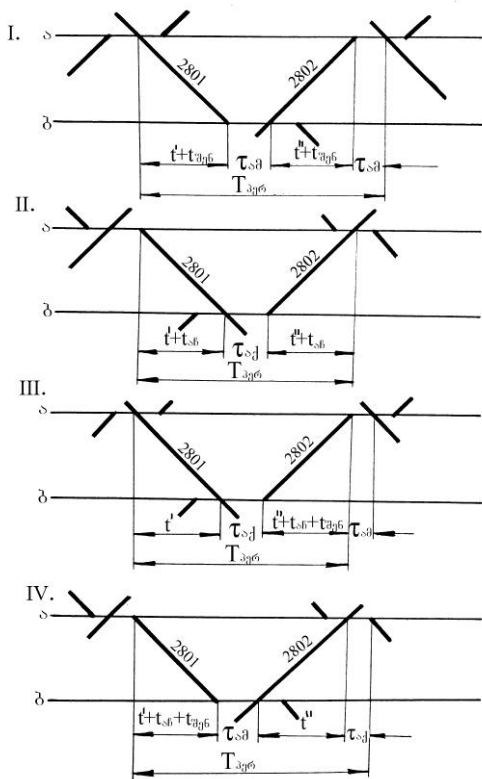 I.
ა
2801
2802
ბ
t'+tშენ τამ t"+tშენ τამ
Tპერ
II.
ა
2801
2802
ბ
t'+tან τაქ t"+tან
Tპერ
III.
ა
2801
2802
ბ
t' τაქ t"+tან+tშენ τამ
Tპერ
IV.
ა
2801
2802
ბ
t'+tან+tშენ τამ t" τაქ
Tპერ